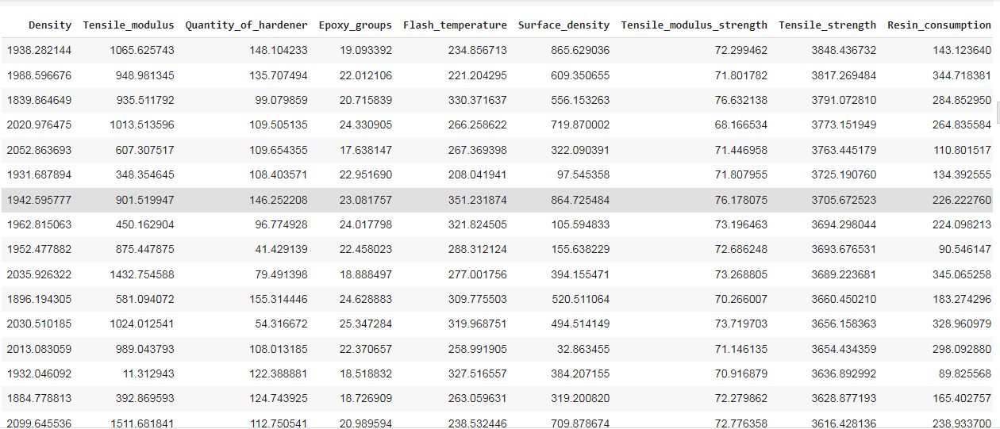 Density Tensile_modulus Quantity_of_hardener Epoxy_groups Flash_temperature Surface_density Tensile_modulus_strength Tensile_strength Resin_consumption
1938.282144 1065.625743 148.104233 19.093392 234.856713 865.629036 72.299462 3848.436732 143.123640
1988.596676 948.981345 135.707494 22.012106 221.204295 609.350655 71.801782 3817.269484 344.718381
1839.864649 935.511792 99.079859 20.715839 330.371637 556.153263 76.632138 3791.072810 284.852950
2020.976475 1013.513596 109.505135 24.330905 266.258622 719.870002 68.166534 3773.151949 264.835584
2052.863693 607.307517 109.654355 17.638147 267.369398 322.090391 71.446958 3763.445179 110.801517
1931.687894 348.354645 108.403571 22.951690 208.041941 97.545358 71.807955 3725.190760 134.392555
1942.595777 901.519947 146.252208 23.081757 351.231874 864.725484 76.178075 3705.672523 226.222760
1962.815063 450.162904 96.774928 24.017798 321.824505 105.594833 73.196463 3694.298044 224.098213
1952.477882 875.447875 41.429139 22.458023 288.312124 155.638229 72.686248 3693.676531 90.546147
2035.926322 1432.754588 79.491398 18.888497 277.001756 394.155471 73.268805 3689.223681 345.065258
1896.194305 581.094072 155.314446 24.628883 309.775503 520.511064 70.266007 3660.450210 183.274296
2030.510185 1024.012541 54.316672 25.347284 319.968751 494.514149 73.719703 3656.158363 328.960979
2013.083059 989.043793 108.013185 22.370657 258.991905 32.863455 71.146135 3654.434359 298.092880
1932.046092 11.312943 122.388881 18.518832 327.516557 384.207155 70.916879 3636.892992 89.825568
1884.778813 392.869593 124.743925 18.726909 263.059631 319.200820 72.279862 3628.877193 165.402757
2099.645536 1511.681841 112.750541 20.989594 238.532446 709.878674 72.776358 3616.428136 238.933700